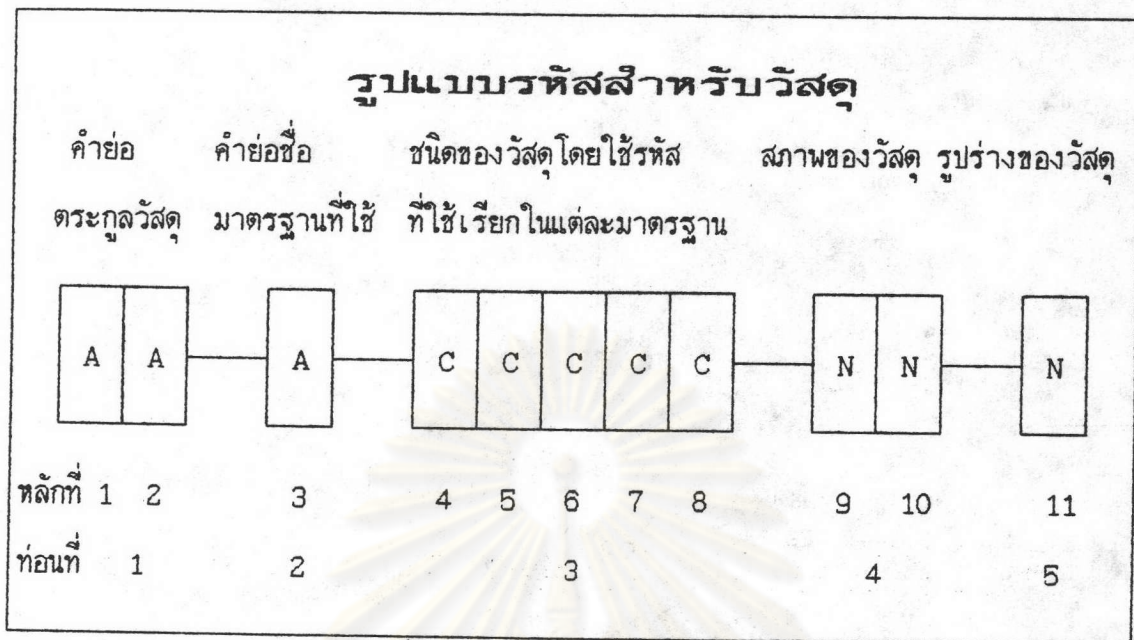 รูปแบบรหัสสำหรับวัสดุ
คำย่อ คำย่อชื่อ ชนิดของวัสดุโดยใช้รหัส สภาพของวัสดุ รูปร่างของวัสดุ
ตระกูลวัสดุ มาตรฐานที่ใช้ ที่ใช้เรียกในแต่ละมาตรฐาน
A A A C C C C C N N N
หลักที่ 1 2 3 4 5 6 7 8 9 10 11
ท่อนที่ 1 2 3 4 5